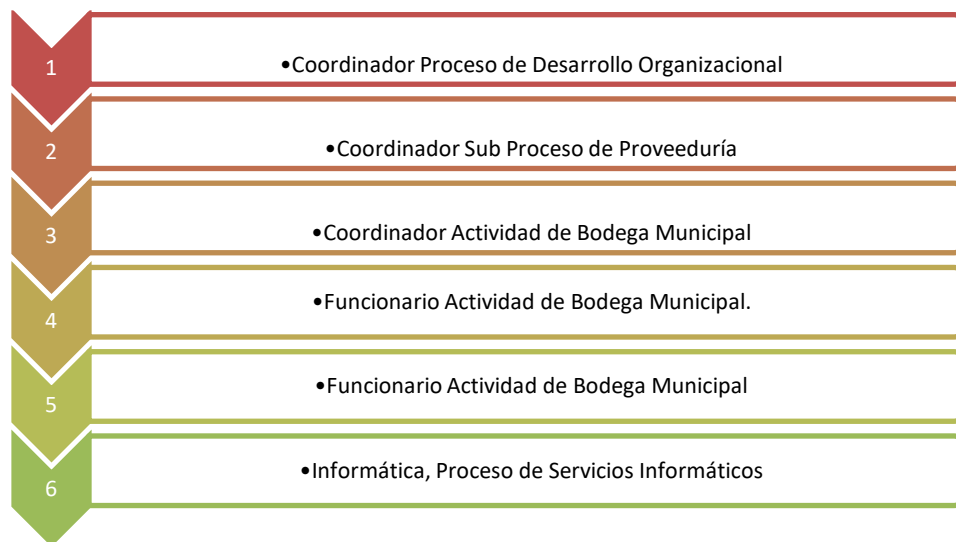 1
•Coordinador Proceso de Desarrollo Organizacional
2
•Coordinador Sub Proceso de Proveeduría
3
•Coordinador Actividad de Bodega Municipal
4
•Funcionario Actividad de Bodega Municipal.
5
•Funcionario Actividad de Bodega Municipal
6
•Informática, Proceso de Servicios Informáticos